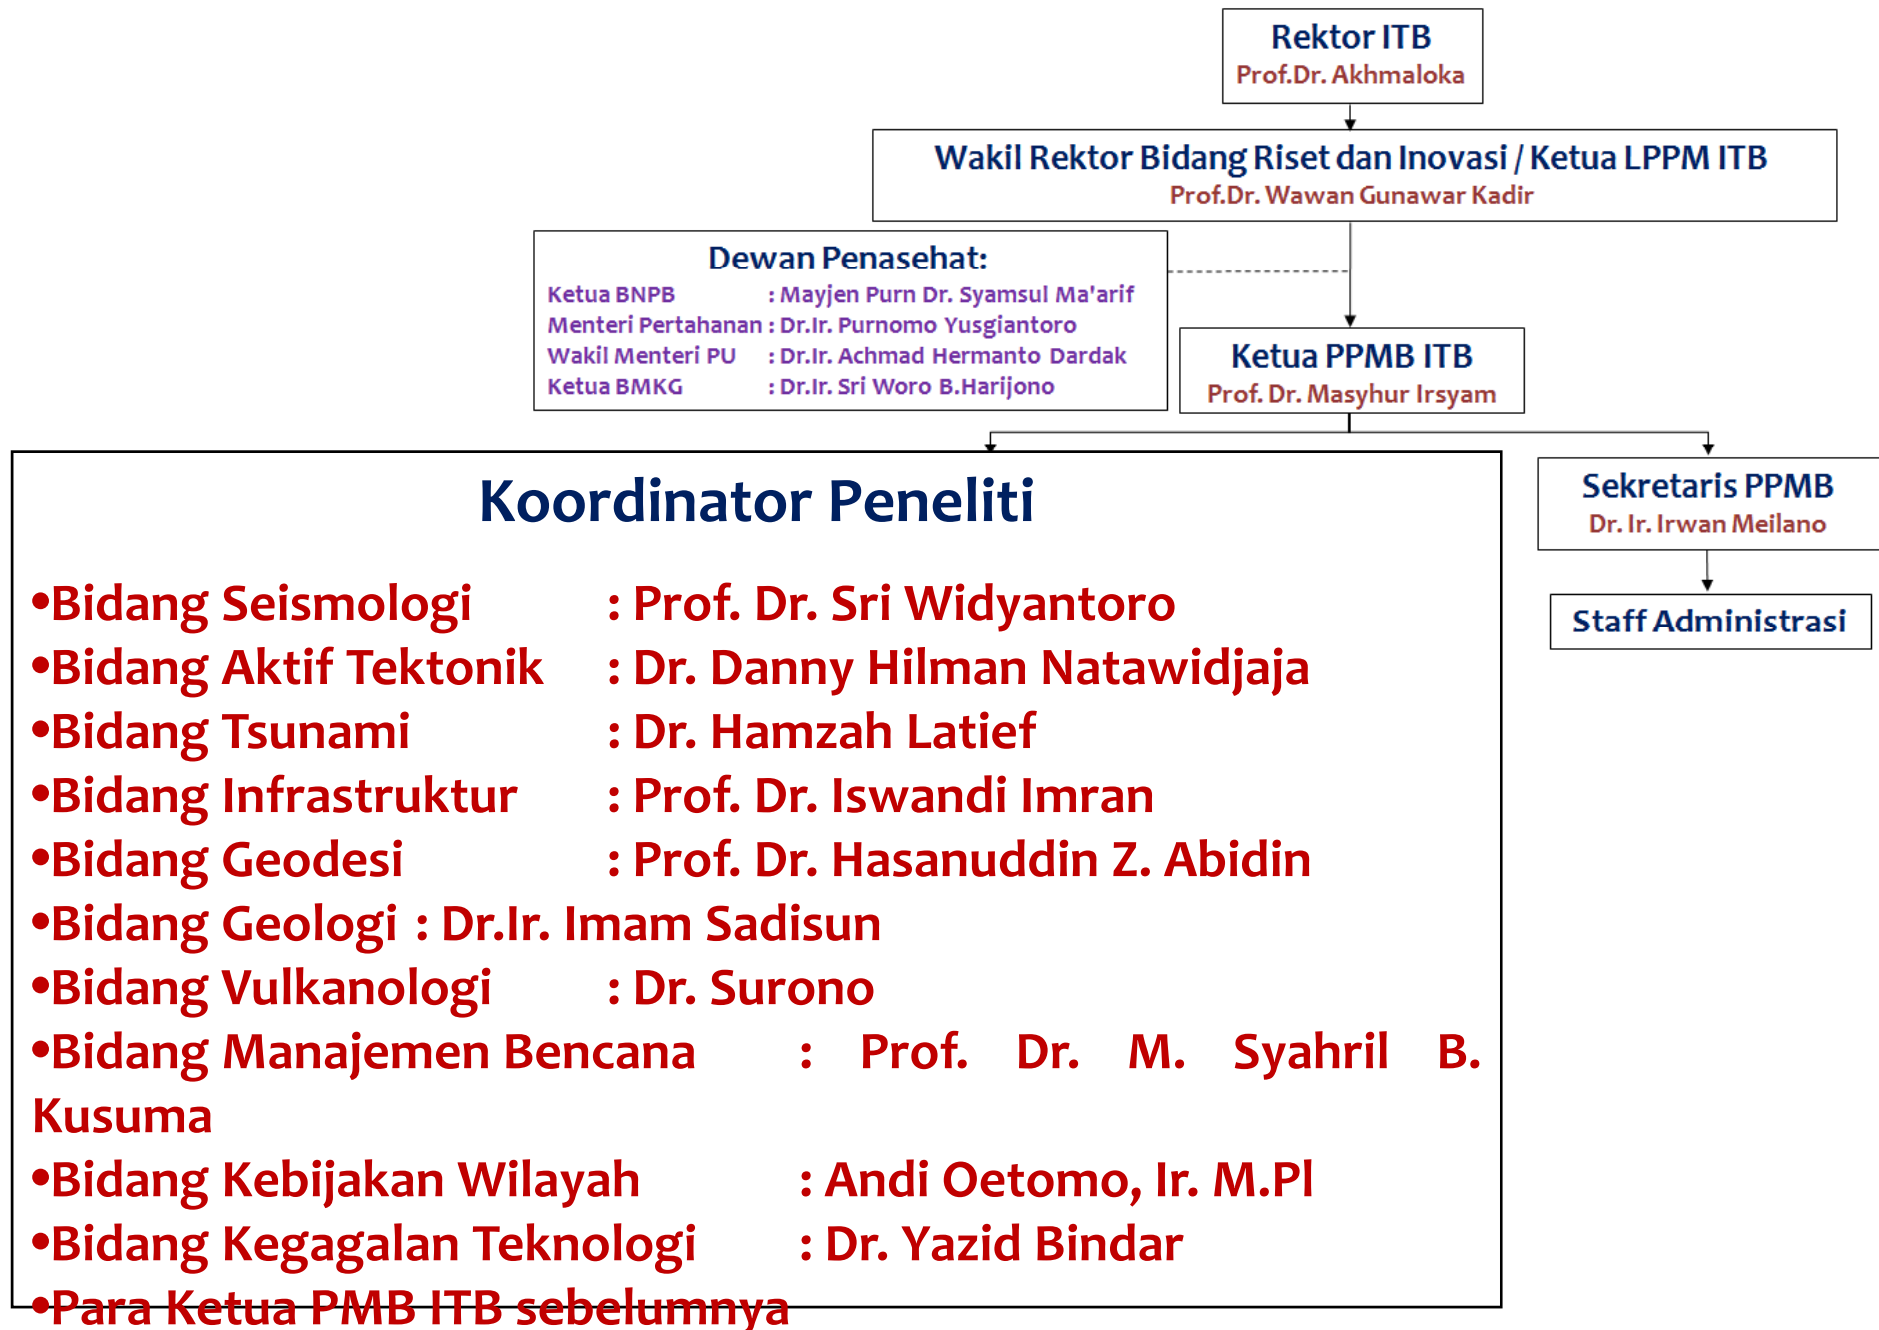 Rektor ITB
Prof.Dr. Akhmaloka
Wakil Rektor Bidang Riset dan Inovasi / Ketua LPPM ITB
Prof.Dr. Wawan Gunawar Kadir
Dewan Penasehat:
Ketua BNPB : Mayjen Purn Dr. Syamsul Ma'arif
Menteri Pertahanan : Dr.Ir. Purnomo Yusgiantoro
Wakil Menteri PU : Dr.Ir. Achmad Hermanto Dardak
Ketua BMKG : Dr.Ir. Sri Woro B.Harijono
Ketua PPMB ITB
Prof. Dr. Masyhur Irsyam
Koordinator Peneliti
•Bidang Seismologi : Prof. Dr. Sri Widyantoro
•Bidang Aktif Tektonik : Dr. Danny Hilman Natawidjaja
•Bidang Tsunami : Dr. Hamzah Latief
•Bidang Infrastruktur : Prof. Dr. Iswandi Imran
•Bidang Geodesi : Prof. Dr. Hasanuddin Z. Abidin
•Bidang Geologi : Dr.Ir. Imam Sadisun
•Bidang Vulkanologi : Dr. Surono
•Bidang Manajemen Bencana : Prof. Dr. M. Syahril B.
Kusuma
•Bidang Kebijakan Wilayah : Andi Oetomo, Ir. M.Pl
•Bidang Kegagalan Teknologi : Dr. Yazid Bindar
•Para Ketua PMB ITB sebelumnya
Sekretaris PPMB
Dr. Ir. Irwan Meilano
Staff Administrasi